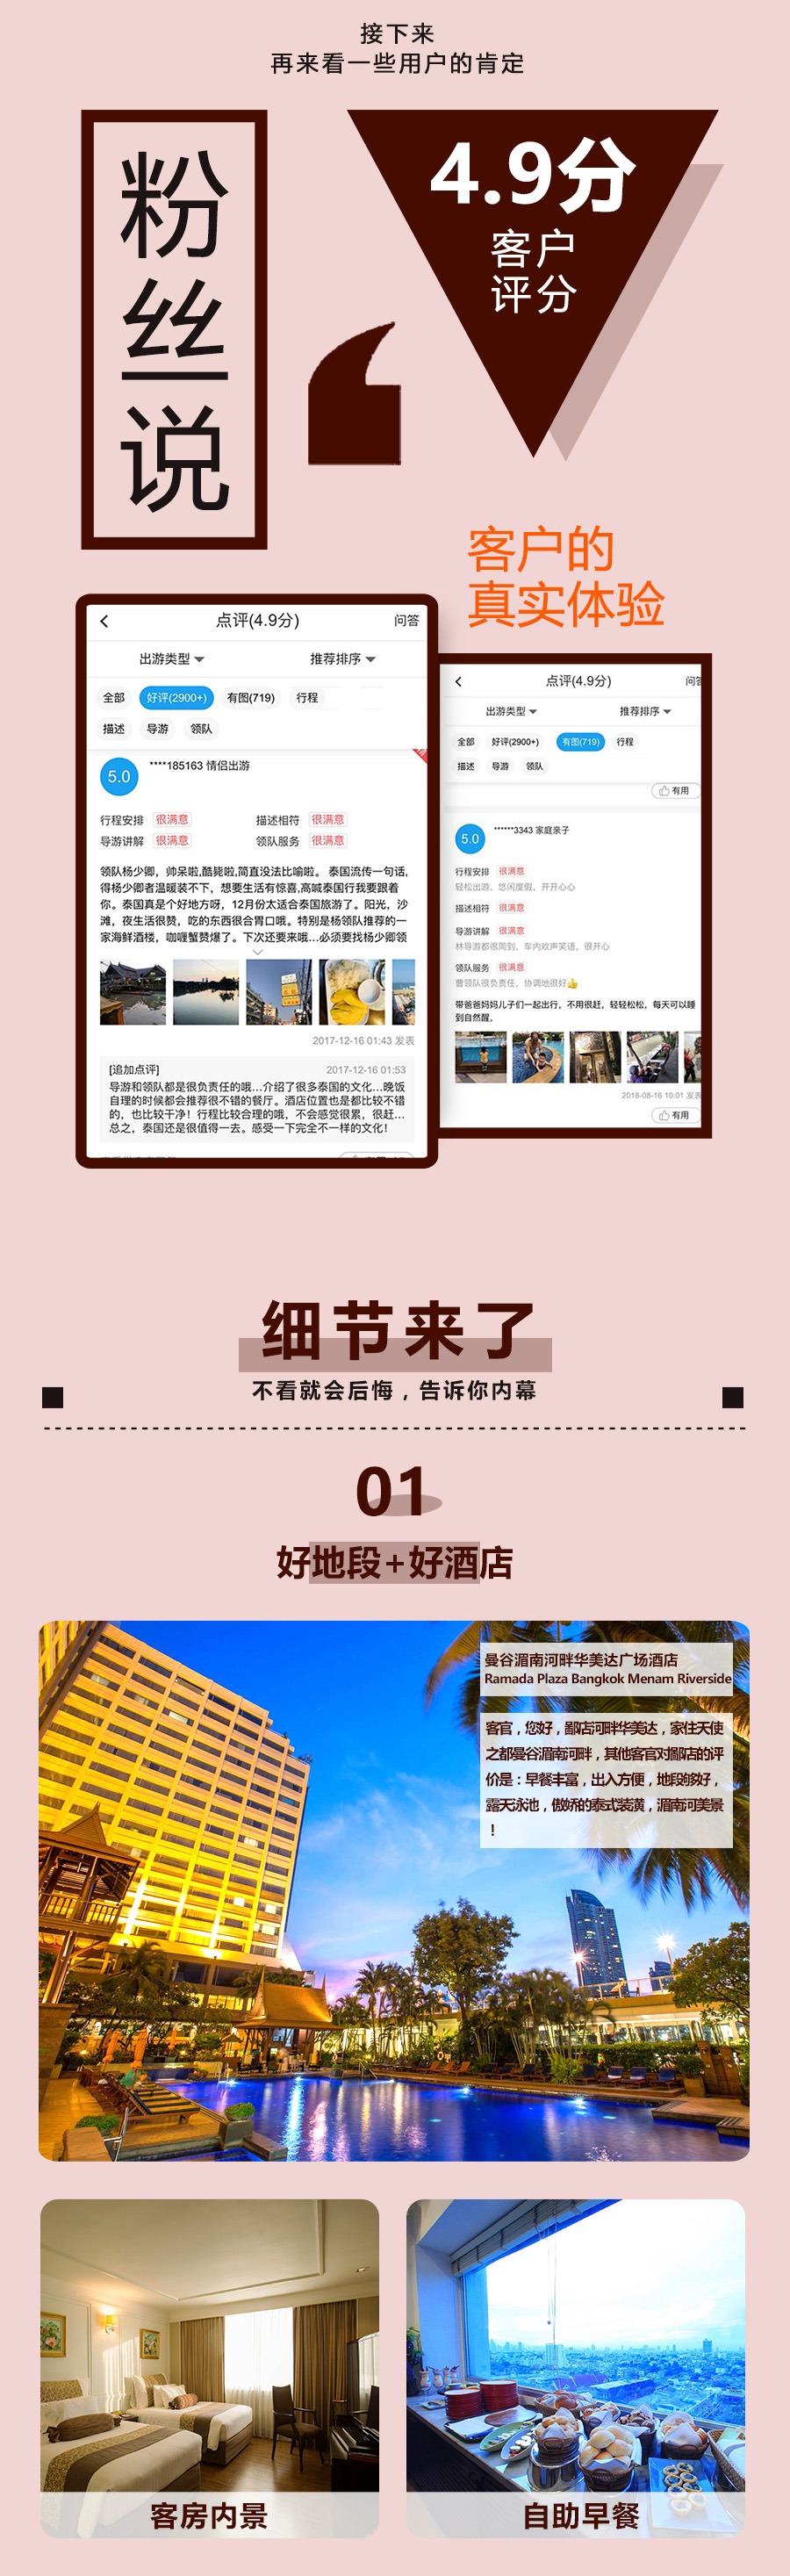 接下来
再来看一些用户的肯定
粉丝说
4.9分
客户
评分
客户的
真实体验
点评(4.9分) 问答
出游类型 推荐排序
全部 好评(2900+) 有图(719) 行程
描述 导游 领队
5.0 ****185163 情侣出游
行程安排 很满意 描述相符 很满意
导游讲解 很满意 领队服务 很满意
领队杨少卿，帅呆啦,酷毙啦,简直没法比喻啦。 泰国流传一句话,
得杨少卿者温暖装不下，想要生活有惊喜,高喊泰国行我要跟着
你。泰国真是个好地方呀，12月份太适合泰国旅游了。阳光，沙
滩，夜生活很赞，吃的东西很合胃口哦。特别是杨领队推荐的一
家海鲜酒楼，咖喱蟹赞爆了。下次还要来哦…必须要找杨少卿领
2017-12-16 01:43 发表
[追加点评] 2017-12-16 01:53
导游和领队都是很负责任的哦…介绍了很多泰国的文化…晚饭
自理的时候都会推荐很不错的餐厅。酒店位置也是都比较不错
的，也比较干净！行程比较合理的哦，不会感觉很累，很赶…
总之，泰国还是很值得一去。感受一下完全不一样的文化！
点评(4.9分) 问答
出游类型 推荐排序
全部 好评(2900+) 有图(719) 行程
描述 导游 领队
有用
5.0 ******3343 家庭亲子
行程安排 很满意
轻松出游，悠闲度假，开开心心
描述相符 很满意
导游讲解 很满意
林导游都很周到，车内欢声笑语，很开心
领队服务 很满意
曹领队很负责任，协调地很好👍
带爸爸妈妈儿子们一起出行，不用很赶，轻轻松松，每天可以睡
到自然醒，
2018-08-16 10:01 发表
有用
细节来了
不看就会后悔，告诉你内幕
01
好地段+好酒店
曼谷湄南河畔华美达广场酒店
Ramada Plaza Bangkok Menam Riverside
客官，您好，鄙店河畔华美达，家住天使
之都曼谷湄南河畔，其他客官对鄙店的评
价是：早餐丰富，出入方便，地段够好，
露天泳池，傲娇的泰式装潢，湄南河美景
！
客房内景
自助早餐